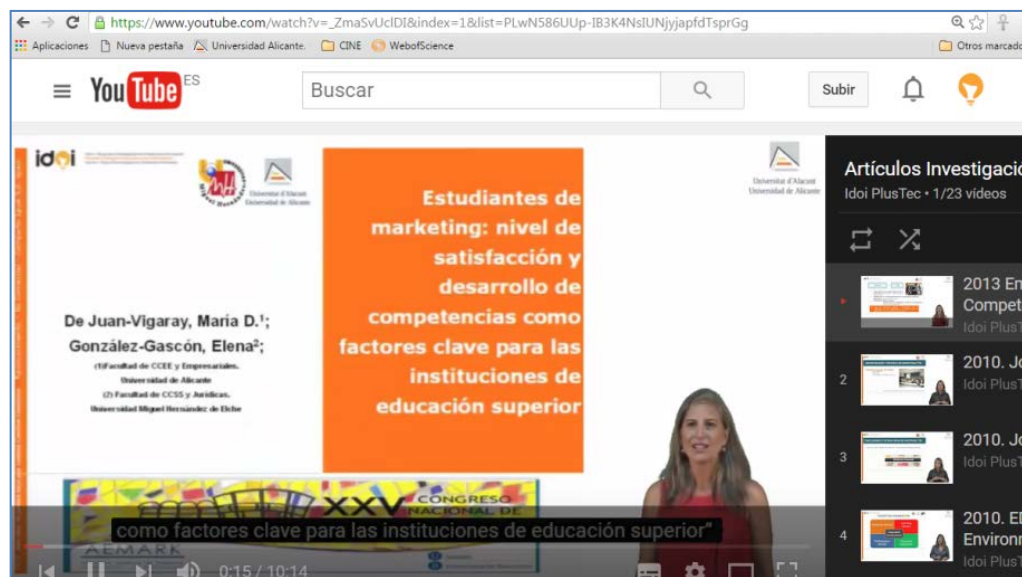 https://www.youtube.com/watch?v=_ZmaSvUclDI&index=1&list=PLwN586UUp-IB3K4NsIUNjyjapfdTsprGg
Aplicaciones Nueva pestaña Universidad Alicante. CINE WebofScience Otros marcado
YouTube ES
Buscar
Subir
idoi
Universitat d'Alacant
Universidad de Alicante
Universitat d'Alacant
Universidad de Alicante
Estudiantes de
marketing: nivel de
satisfacción y
desarrollo de
competencias como
factores clave para las
instituciones de
educación superior
De Juan-Vigaray, María D.¹;
González-Gascón, Elena²;
(1)Facultad de CCEE y Empresariales.
Universidad de Alicante
(2) Facultad de CCSS y Jurídicas.
Universidad Miguel Hernández de Elche
XXV CONGRESO
NACIONAL DE
como factores clave para las instituciones de educación superior"
AEMARK
0:15 / 10:14
Artículos Investigació
Idoi PlusTec • 1/23 vídeos
2013 En
Compet
Idoi PlusT
2
2010. Jo
Idoi PlusT
3
2010. Jo
Idoi PlusT
4
2010. ED
Environm
Idoi PlusT